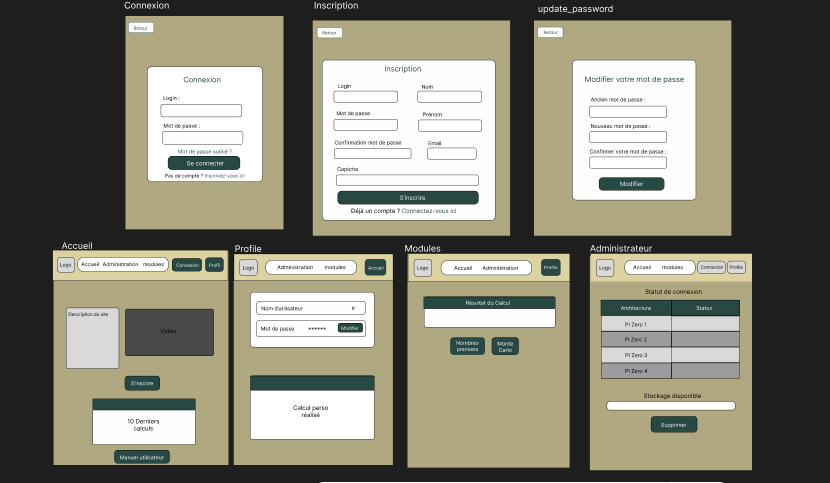 Connexion
Retour
Connexion
Login :
Mot de passe :
Mot de passe oublié ?
Se connecter
Pas de compte ? Inscrivez-vous ici
Inscription
Retour
Inscription
Login
Nom
Mot de passe
Prénom
Confirmation mot de passe
Email
Captcha
S'inscrire
Déjà un compte ? Connectez-vous ici
update_password
Retour
Modifier votre mot de passe
Ancien mot de passe :
Nouveau mot de passe :
Confirmer votre mot de passe :
Modifier
Accueil
Logo
Accueil Administration modules
Connexion
Profil
Description du site
Video
S'inscrire
10 Derniers
calculs
Manuel utilisateur
Profile
Logo
Administration modules
Accueil
Nom d'utilisateur
Mot de passe ****** Modifier
Calcul perso
réalisé
Modules
Logo
Accueil Administration
Profile
Résultat du Calcul
Nombres
premiers
Monte
Carlo
Administrateur
Logo
Accueil modules
Connexion
Profile
Statut de connexion
Architecture Status
PI Zero 1
PI Zero 2
PI Zero 3
PI Zero 4
Stockage disponible
Supprimer